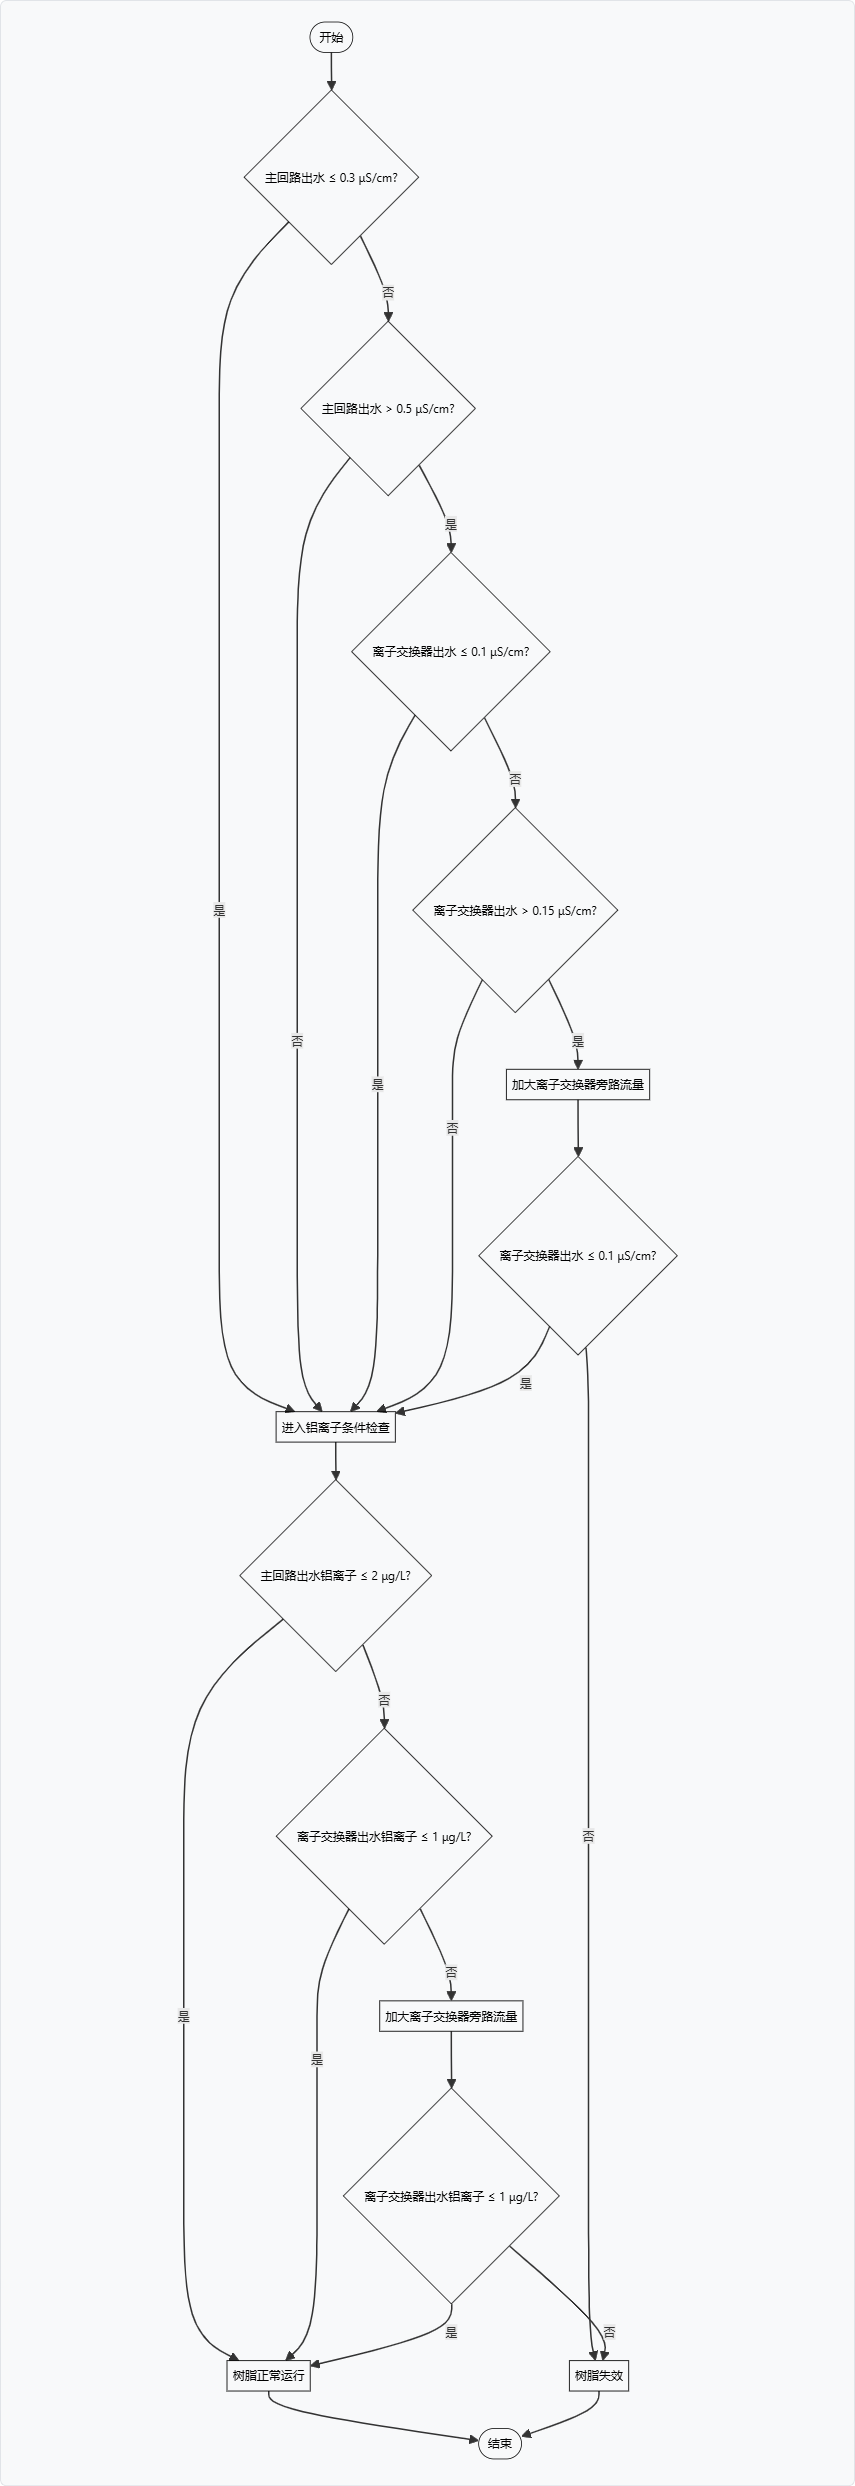 开始
主回路出水 ≤ 0.3 μS/cm?
否
主回路出水 > 0.5 μS/cm?
是
离子交换器出水 ≤ 0.1 μS/cm?
否
离子交换器出水 > 0.15 μS/cm?
是
否
是
加大离子交换器旁路流量
是
否
离子交换器出水 ≤ 0.1 μS/cm?
是
进入铝离子条件检查
主回路出水铝离子 ≤ 2 μg/L?
否
离子交换器出水铝离子 ≤ 1 μg/L?
否
否
加大离子交换器旁路流量
是
是
离子交换器出水铝离子 ≤ 1 μg/L?
是
否
树脂正常运行
树脂失效
结束